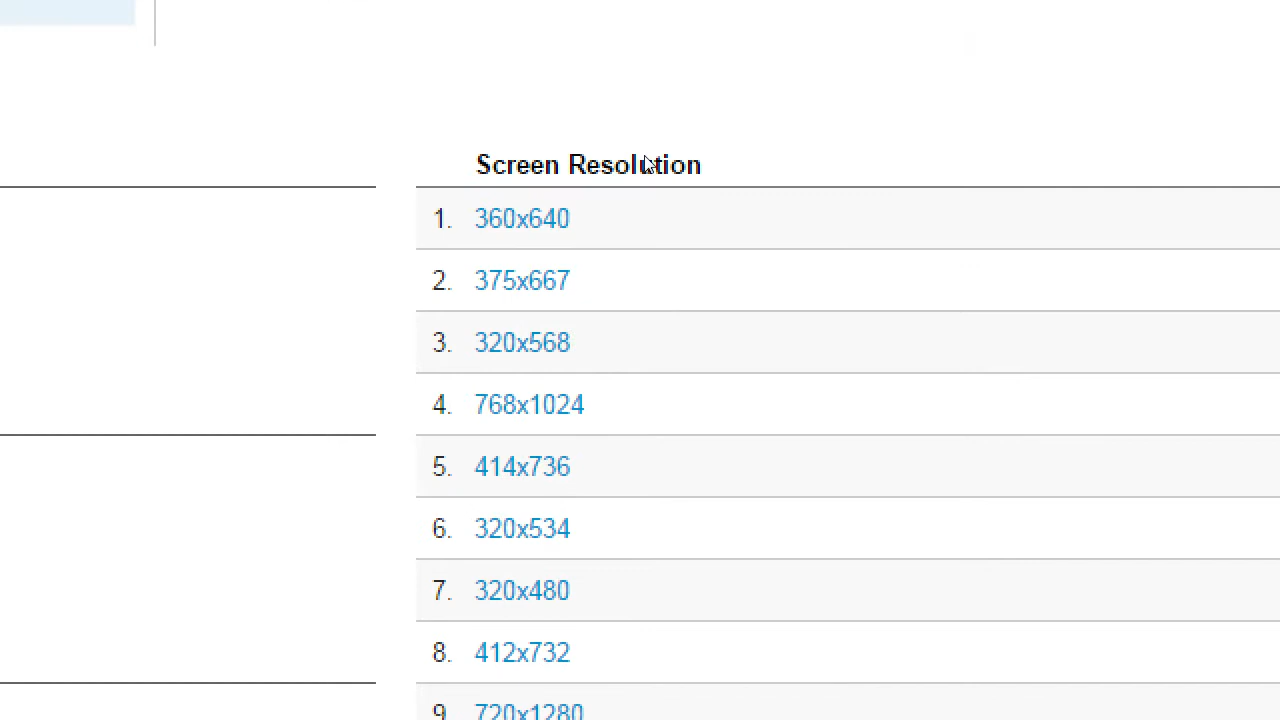 Screen Resolution
1. 360x640
2. 375x667
3. 320x568
4. 768x1024
5. 414x736
6. 320x534
7. 320x480
8. 412x732
9. 720x1280